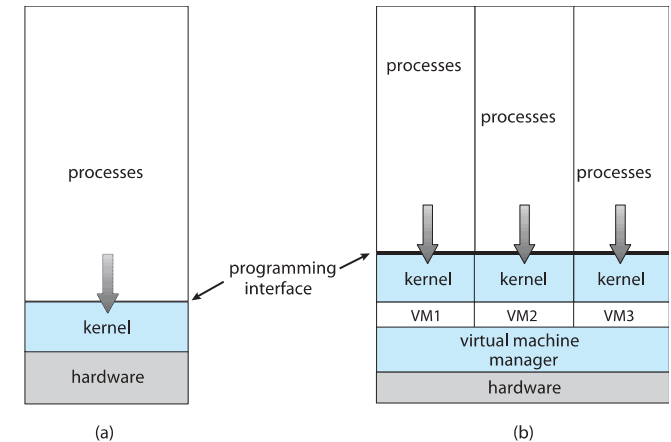 processes
kernel
hardware
(a)
programming
interface
processes
processes
processes
kernel
kernel
kernel
VM1
VM2
VM3
virtual machine
manager
hardware
(b)